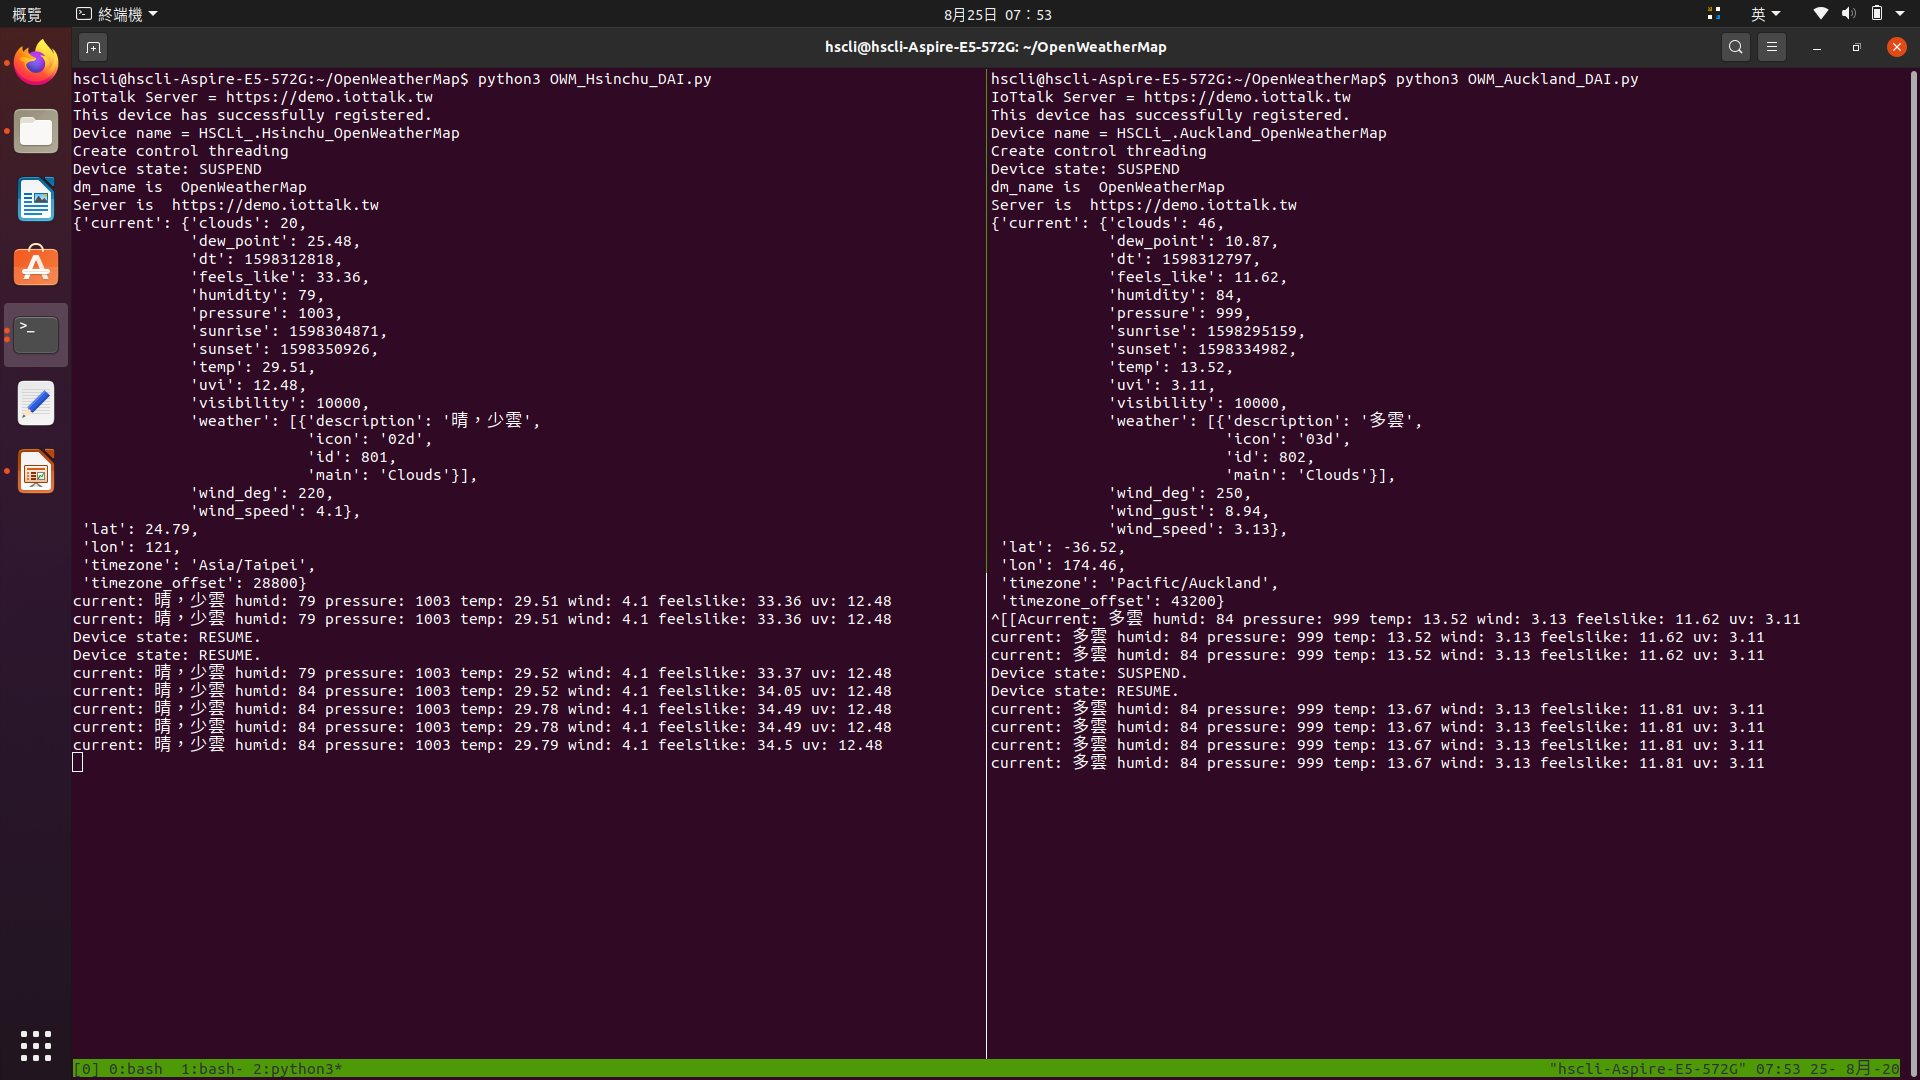 概覽
終端機
8月25日 07：53
英
hscli@hscli-Aspire-E5-572G: ~/OpenWeatherMap
hscli@hscli-Aspire-E5-572G:~/OpenWeatherMap$ python3 OWM_Hsinchu_DAI.py
IoTtalk Server = https://demo.iottalk.tw
This device has successfully registered.
Device name = HSCLi_.Hsinchu_OpenWeatherMap
Create control threading
Device state: SUSPEND
dm_name is  OpenWeatherMap
Server is  https://demo.iottalk.tw
{'current': {'clouds': 20,
'dew_point': 25.48,
'dt': 1598312818,
'feels_like': 33.36,
'humidity': 79,
'pressure': 1003,
'sunrise': 1598304871,
'sunset': 1598350926,
'temp': 29.51,
'uvi': 12.48,
'visibility': 10000,
'weather': [{'description': '晴，少雲',
'icon': '02d',
'id': 801,
'main': 'Clouds'}],
'wind_deg': 220,
'wind_speed': 4.1},
'lat': 24.79,
'lon': 121,
'timezone': 'Asia/Taipei',
'timezone_offset': 28800}
current: 晴，少雲 humid: 79 pressure: 1003 temp: 29.51 wind: 4.1 feelslike: 33.36 uv: 12.48
current: 晴，少雲 humid: 79 pressure: 1003 temp: 29.51 wind: 4.1 feelslike: 33.36 uv: 12.48
Device state: RESUME.
Device state: RESUME.
current: 晴，少雲 humid: 79 pressure: 1003 temp: 29.52 wind: 4.1 feelslike: 33.37 uv: 12.48
current: 晴，少雲 humid: 84 pressure: 1003 temp: 29.52 wind: 4.1 feelslike: 34.05 uv: 12.48
current: 晴，少雲 humid: 84 pressure: 1003 temp: 29.78 wind: 4.1 feelslike: 34.49 uv: 12.48
current: 晴，少雲 humid: 84 pressure: 1003 temp: 29.78 wind: 4.1 feelslike: 34.49 uv: 12.48
current: 晴，少雲 humid: 84 pressure: 1003 temp: 29.79 wind: 4.1 feelslike: 34.5 uv: 12.48
hscli@hscli-Aspire-E5-572G:~/OpenWeatherMap$ python3 OWM_Auckland_DAI.py
IoTtalk Server = https://demo.iottalk.tw
This device has successfully registered.
Device name = HSCLi_.Auckland_OpenWeatherMap
Create control threading
Device state: SUSPEND
dm_name is  OpenWeatherMap
Server is  https://demo.iottalk.tw
{'current': {'clouds': 46,
'dew_point': 10.87,
'dt': 1598312797,
'feels_like': 11.62,
'humidity': 84,
'pressure': 999,
'sunrise': 1598295159,
'sunset': 1598334982,
'temp': 13.52,
'uvi': 3.11,
'visibility': 10000,
'weather': [{'description': '多雲',
'icon': '03d',
'id': 802,
'main': 'Clouds'}],
'wind_deg': 250,
'wind_gust': 8.94,
'wind_speed': 3.13},
'lat': -36.52,
'lon': 174.46,
'timezone': 'Pacific/Auckland',
'timezone_offset': 43200}
^[[Acurrent: 多雲 humid: 84 pressure: 999 temp: 13.52 wind: 3.13 feelslike: 11.62 uv: 3.11
current: 多雲 humid: 84 pressure: 999 temp: 13.52 wind: 3.13 feelslike: 11.62 uv: 3.11
current: 多雲 humid: 84 pressure: 999 temp: 13.52 wind: 3.13 feelslike: 11.62 uv: 3.11
Device state: SUSPEND.
Device state: RESUME.
current: 多雲 humid: 84 pressure: 999 temp: 13.67 wind: 3.13 feelslike: 11.81 uv: 3.11
current: 多雲 humid: 84 pressure: 999 temp: 13.67 wind: 3.13 feelslike: 11.81 uv: 3.11
current: 多雲 humid: 84 pressure: 999 temp: 13.67 wind: 3.13 feelslike: 11.81 uv: 3.11
current: 多雲 humid: 84 pressure: 999 temp: 13.67 wind: 3.13 feelslike: 11.81 uv: 3.11
[0] 0:bash  1:bash- 2:python3*
"hscli-Aspire-E5-572G" 07:53 25- 8月-20